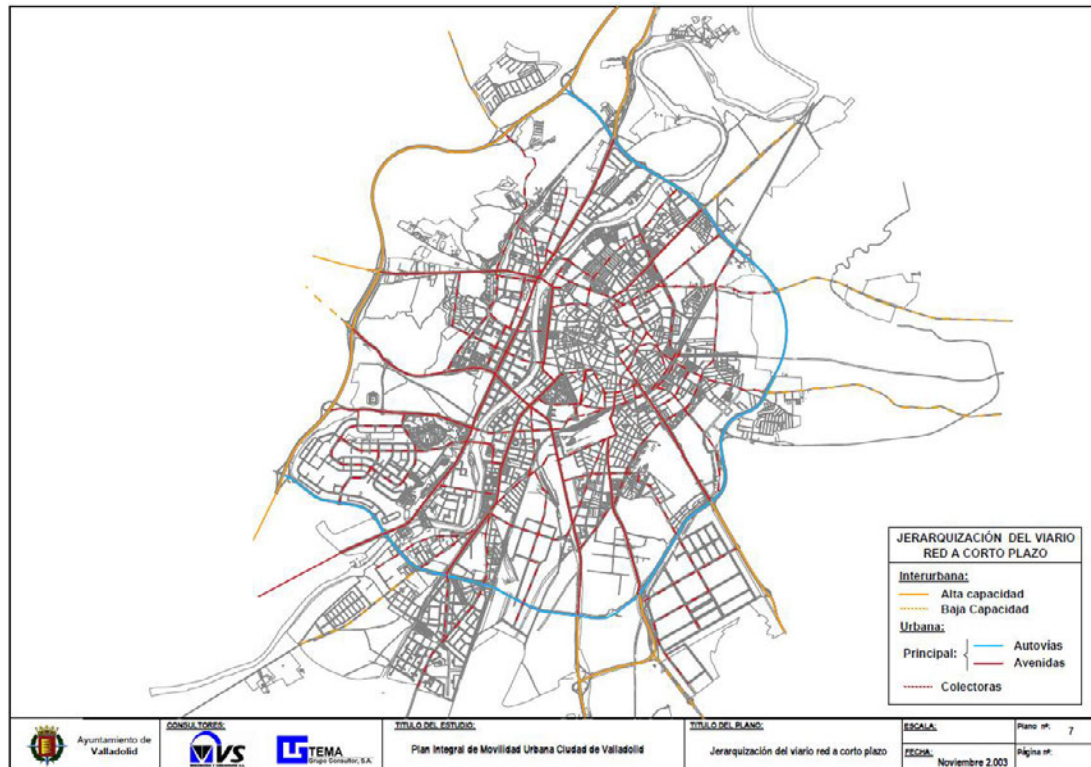 JERARQUIZACIÓN DEL VIARIO
RED A CORTO PLAZO
Interurbana:
Alta capacidad
Baja Capacidad
Urbana:
Principal:
Autovías
Avenidas
Colectoras
Ayuntamiento de
Valladolid
CONSULTORES:
VS
TEMA
Grupo Consultor, S.A.
TITULO DEL ESTUDIO:
Plan Integral de Movilidad Urbana Ciudad de Valladolid
TITULO DEL PLANO:
Jerarquización del viario red a corto plazo
ESCALA:
FECHA:
Noviembre 2.003
Plano nº: 7
Página nº: